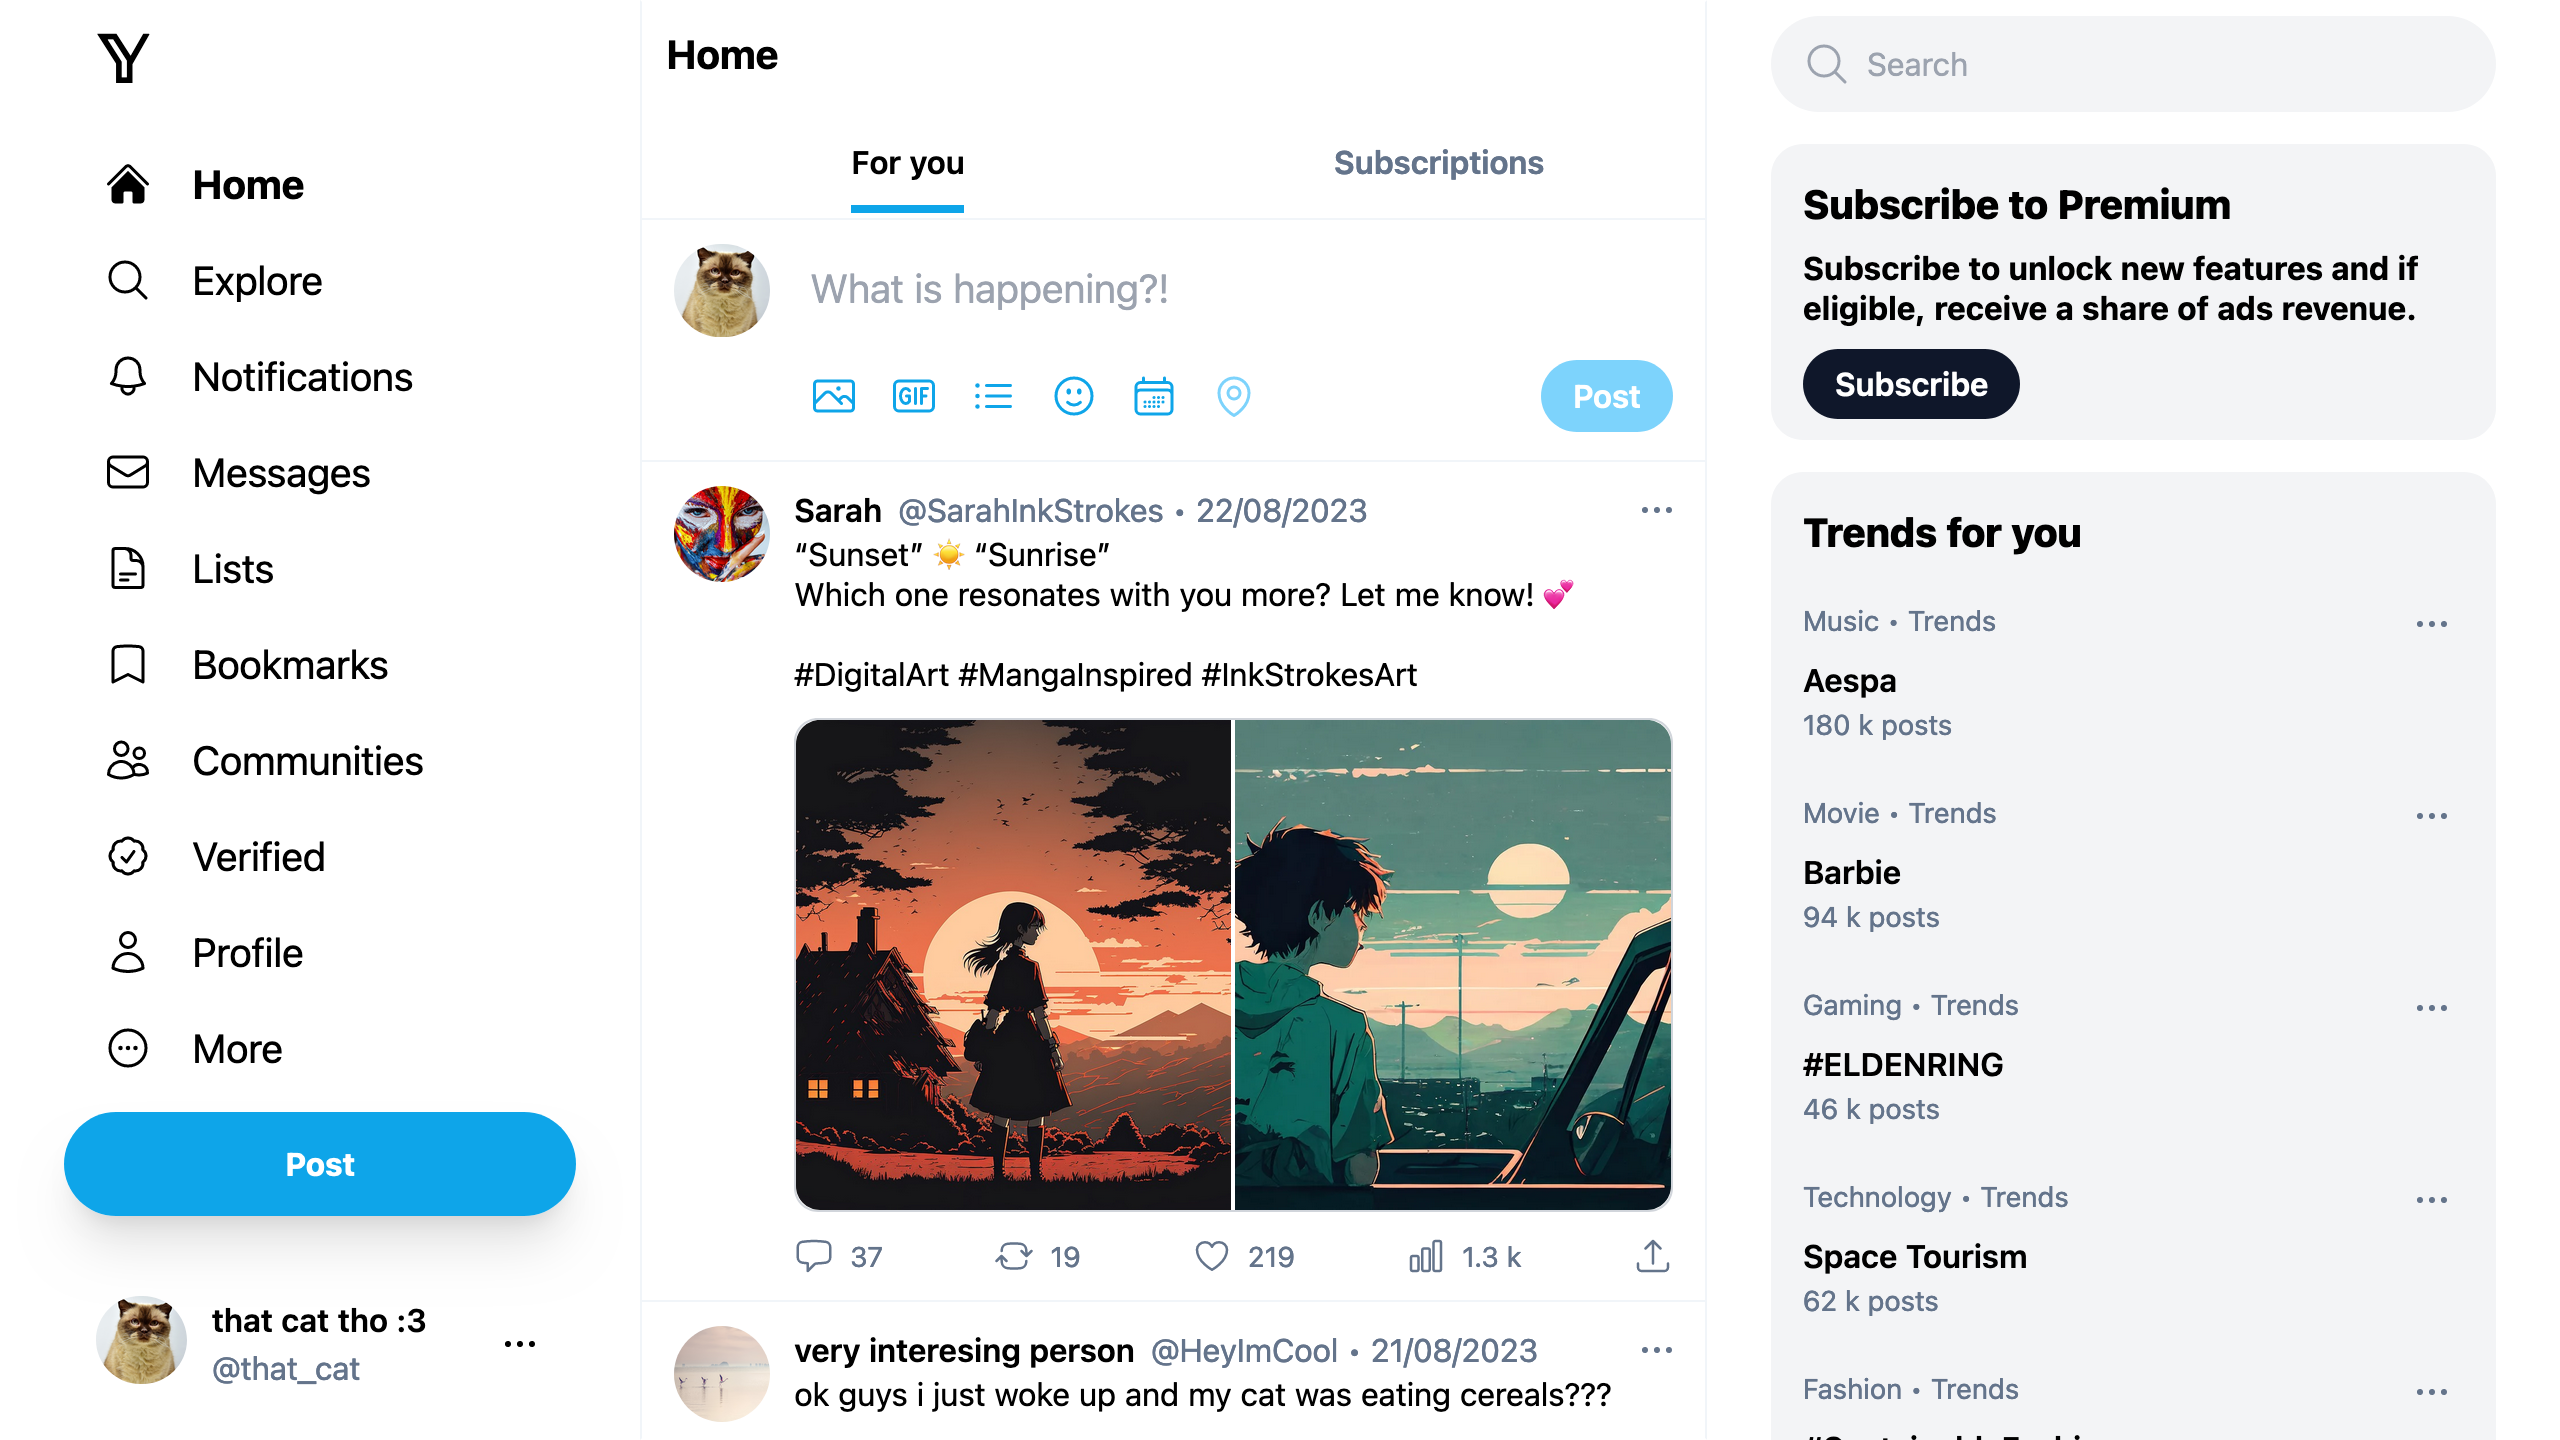 Y
Home
Explore
Notifications
Messages
Lists
Bookmarks
Communities
Verified
Profile
More
Post
that cat tho :3
@that_cat
Home
For you
Subscriptions
What is happening?!
GIF
Post
Sarah @SarahInkStrokes • 22/08/2023
“Sunset” ☀️ “Sunrise”
Which one resonates with you more? Let me know! 💕
#DigitalArt #MangaInspired #InkStrokesArt
37
19
219
1.3 k
very interesing person @HeyImCool • 21/08/2023
ok guys i just woke up and my cat was eating cereals???
Search
Subscribe to Premium
Subscribe to unlock new features and if
eligible, receive a share of ads revenue.
Subscribe
Trends for you
Music • Trends
Aespa
180 k posts
Movie • Trends
Barbie
94 k posts
Gaming • Trends
#ELDENRING
46 k posts
Technology • Trends
Space Tourism
62 k posts
Fashion • Trends